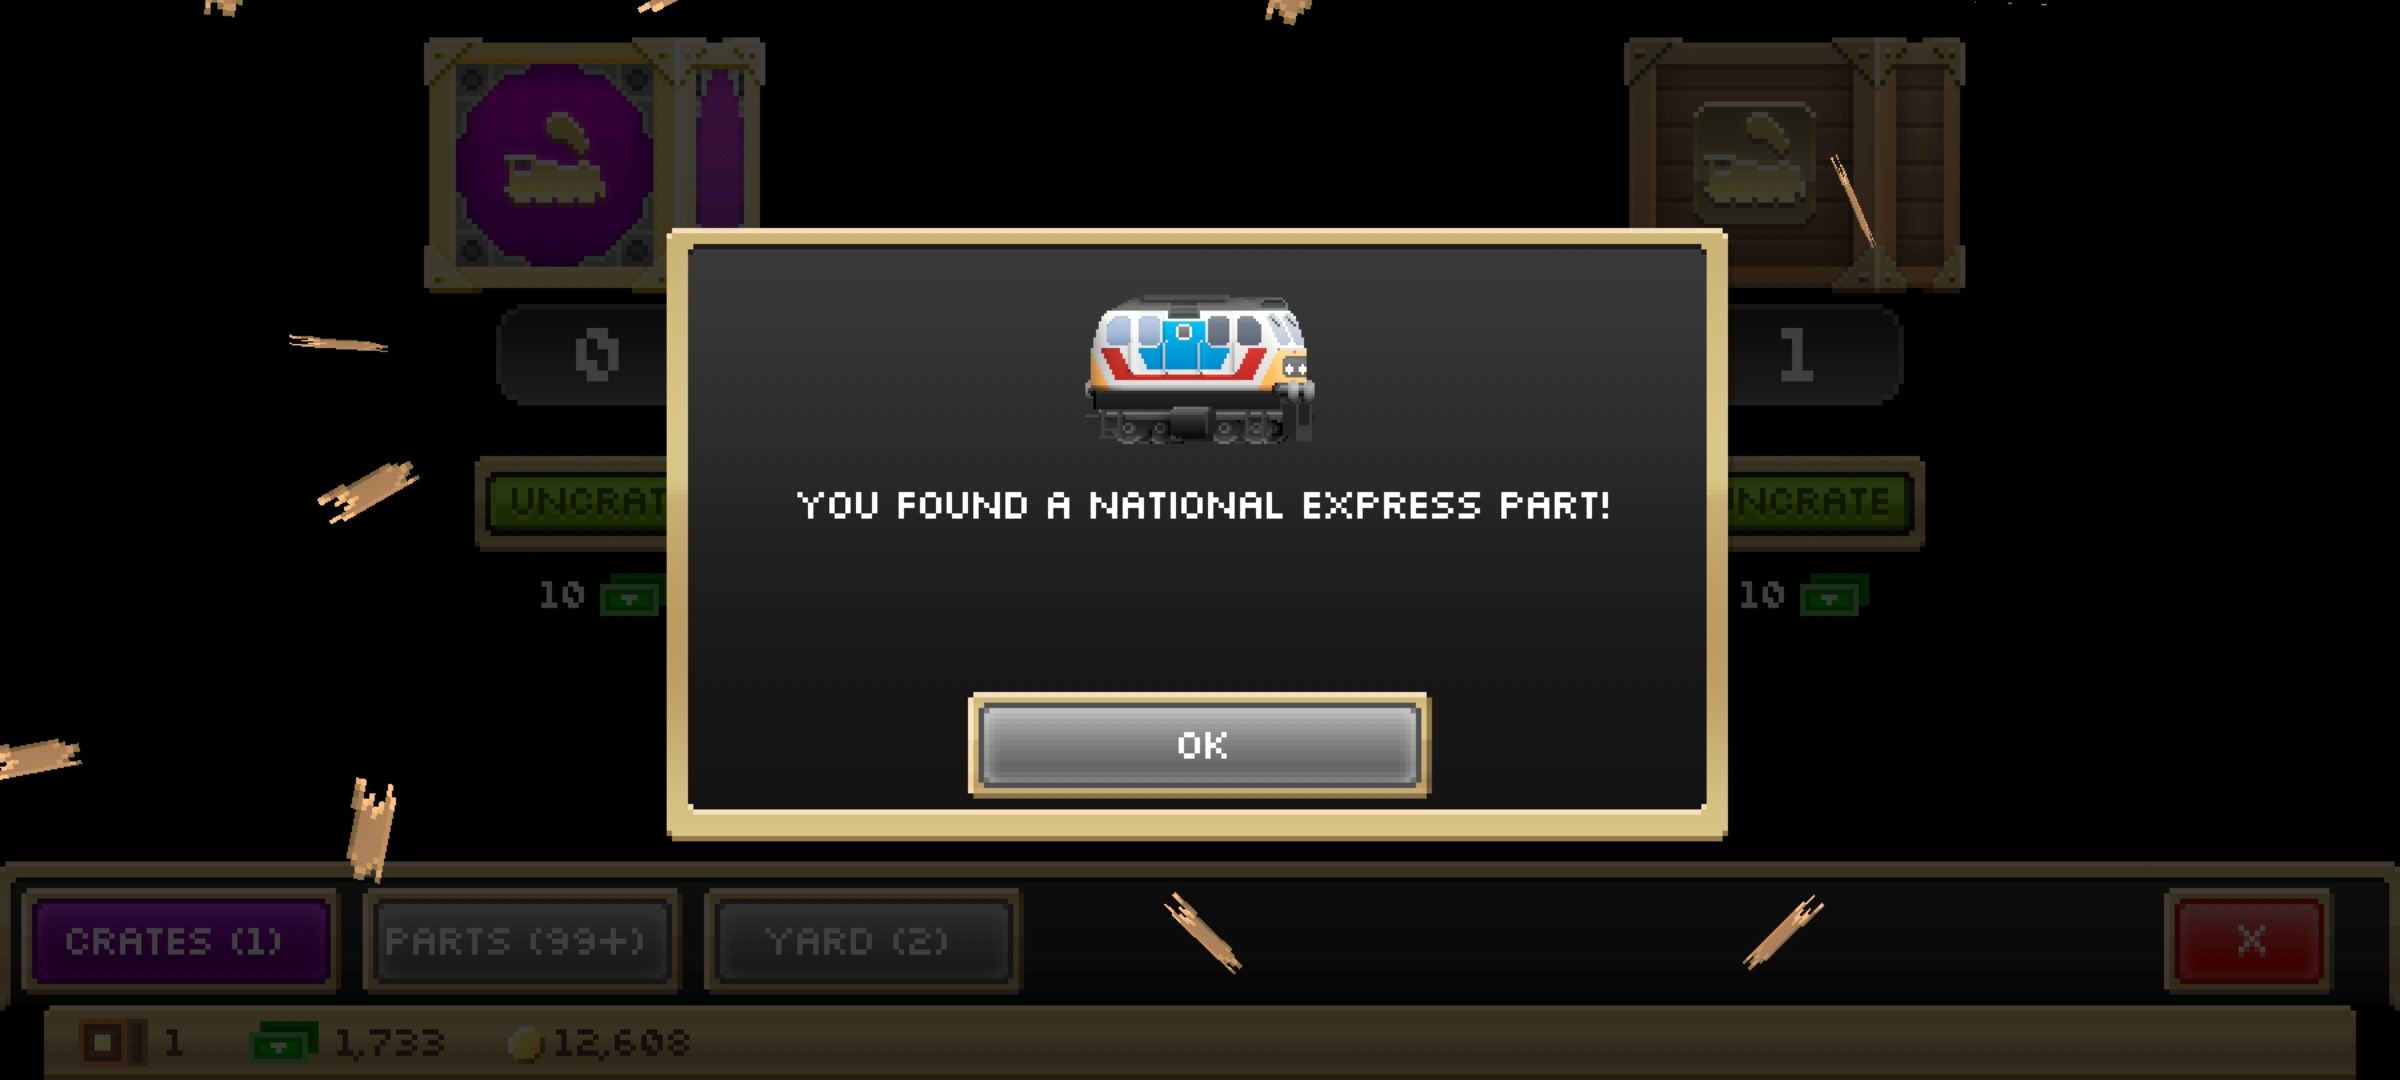 0
1
YOU FOUND A NATIONAL EXPRESS PART!
UNCRAT
NCRATE
10
10
OK
CRATES (1)
PARTS (99+)
YARD (2)
X
1
1,733
12,608